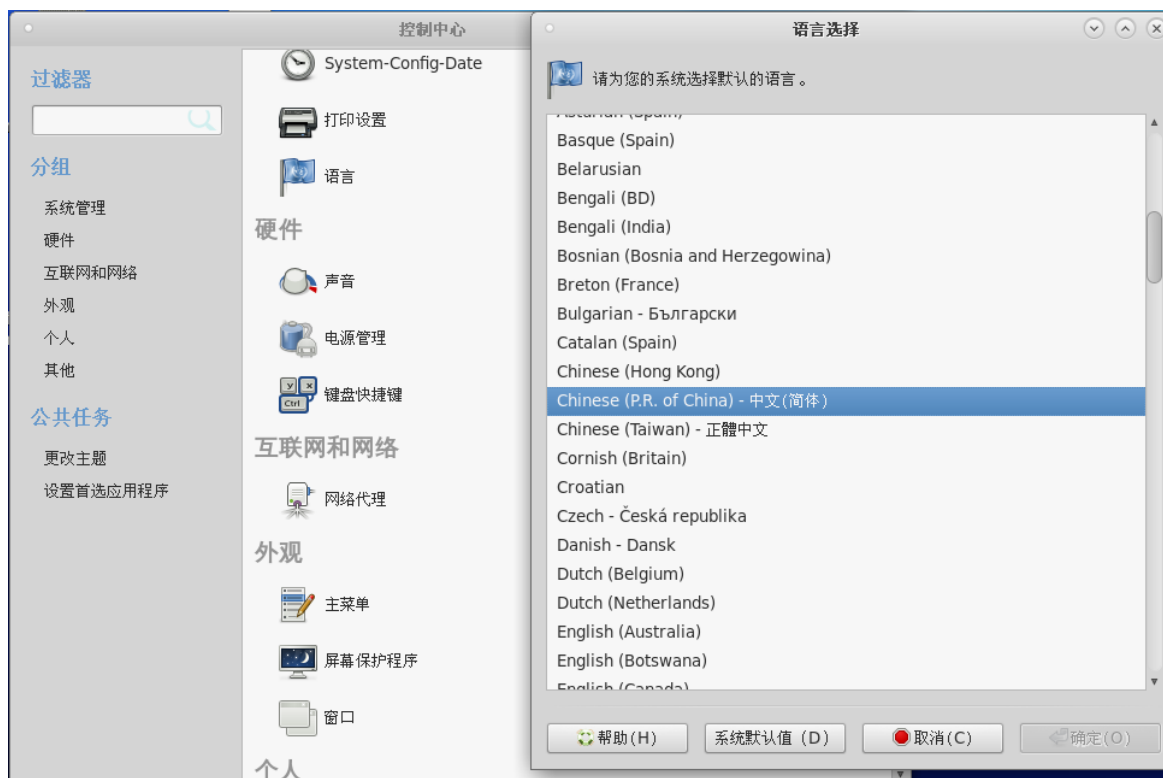 控制中心
过滤器
分组
系统管理
硬件
互联网和网络
外观
个人
其他
公共任务
更改主题
设置首选应用程序
System-Config-Date
打印设置
语言
硬件
声音
电源管理
键盘快捷键
互联网和网络
网络代理
外观
主菜单
屏幕保护程序
窗口
个人
语言选择
请为您的系统选择默认的语言。
Asturian (Spain)
Basque (Spain)
Belarusian
Bengali (BD)
Bengali (India)
Bosnian (Bosnia and Herzegowina)
Breton (France)
Bulgarian - Български
Catalan (Spain)
Chinese (Hong Kong)
Chinese (P.R. of China) - 中文(简体)
Chinese (Taiwan) - 正體中文
Cornish (Britain)
Croatian
Czech - Česká republika
Danish - Dansk
Dutch (Belgium)
Dutch (Netherlands)
English (Australia)
English (Botswana)
English (Canada)
帮助(H)
系统默认值 (D)
取消(C)
确定(O)